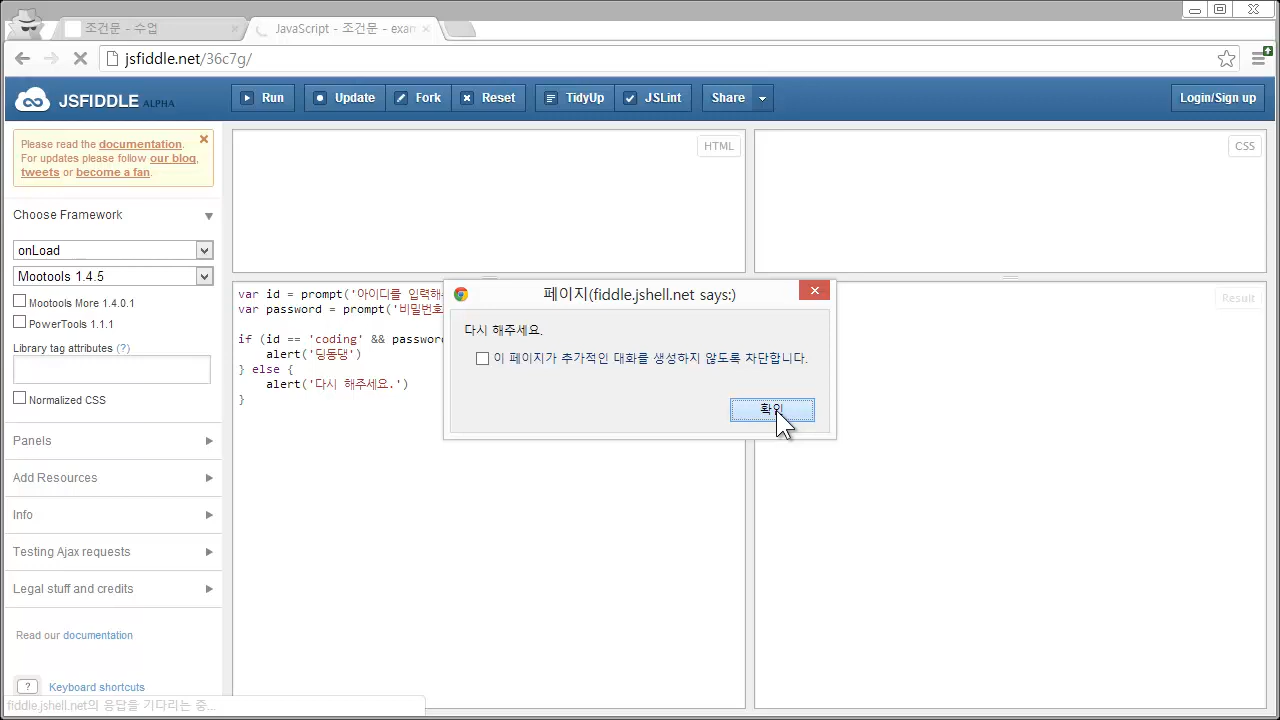 조건문 - 수업
JavaScript - 조건문 - exam
jsfiddle.net/36c7g/
JSFIDDLE ALPHA
Run
Update
Fork
Reset
TidyUp
JSLint
Share
Login/Sign up
Please read the documentation.
For updates please follow our blog,
tweets or become a fan.
Choose Framework
onLoad
Mootools 1.4.5
Mootools More 1.4.0.1
PowerTools 1.1.1
Library tag attributes (?)
Normalized CSS
Panels
Add Resources
Info
Testing Ajax requests
Legal stuff and credits
Read our documentation
? Keyboard shortcuts
fiddle.jshell.net의 응답을 기다리는 중...
HTML
CSS
var id = prompt('아이디를 입력해
var password = prompt('비밀번호
if (id == 'coding' && password
alert('딩동댕')
} else {
alert('다시 해주세요.')
}
Result
페이지(fiddle.jshell.net says:)
다시 해주세요.
이 페이지가 추가적인 대화를 생성하지 않도록 차단합니다.
확인